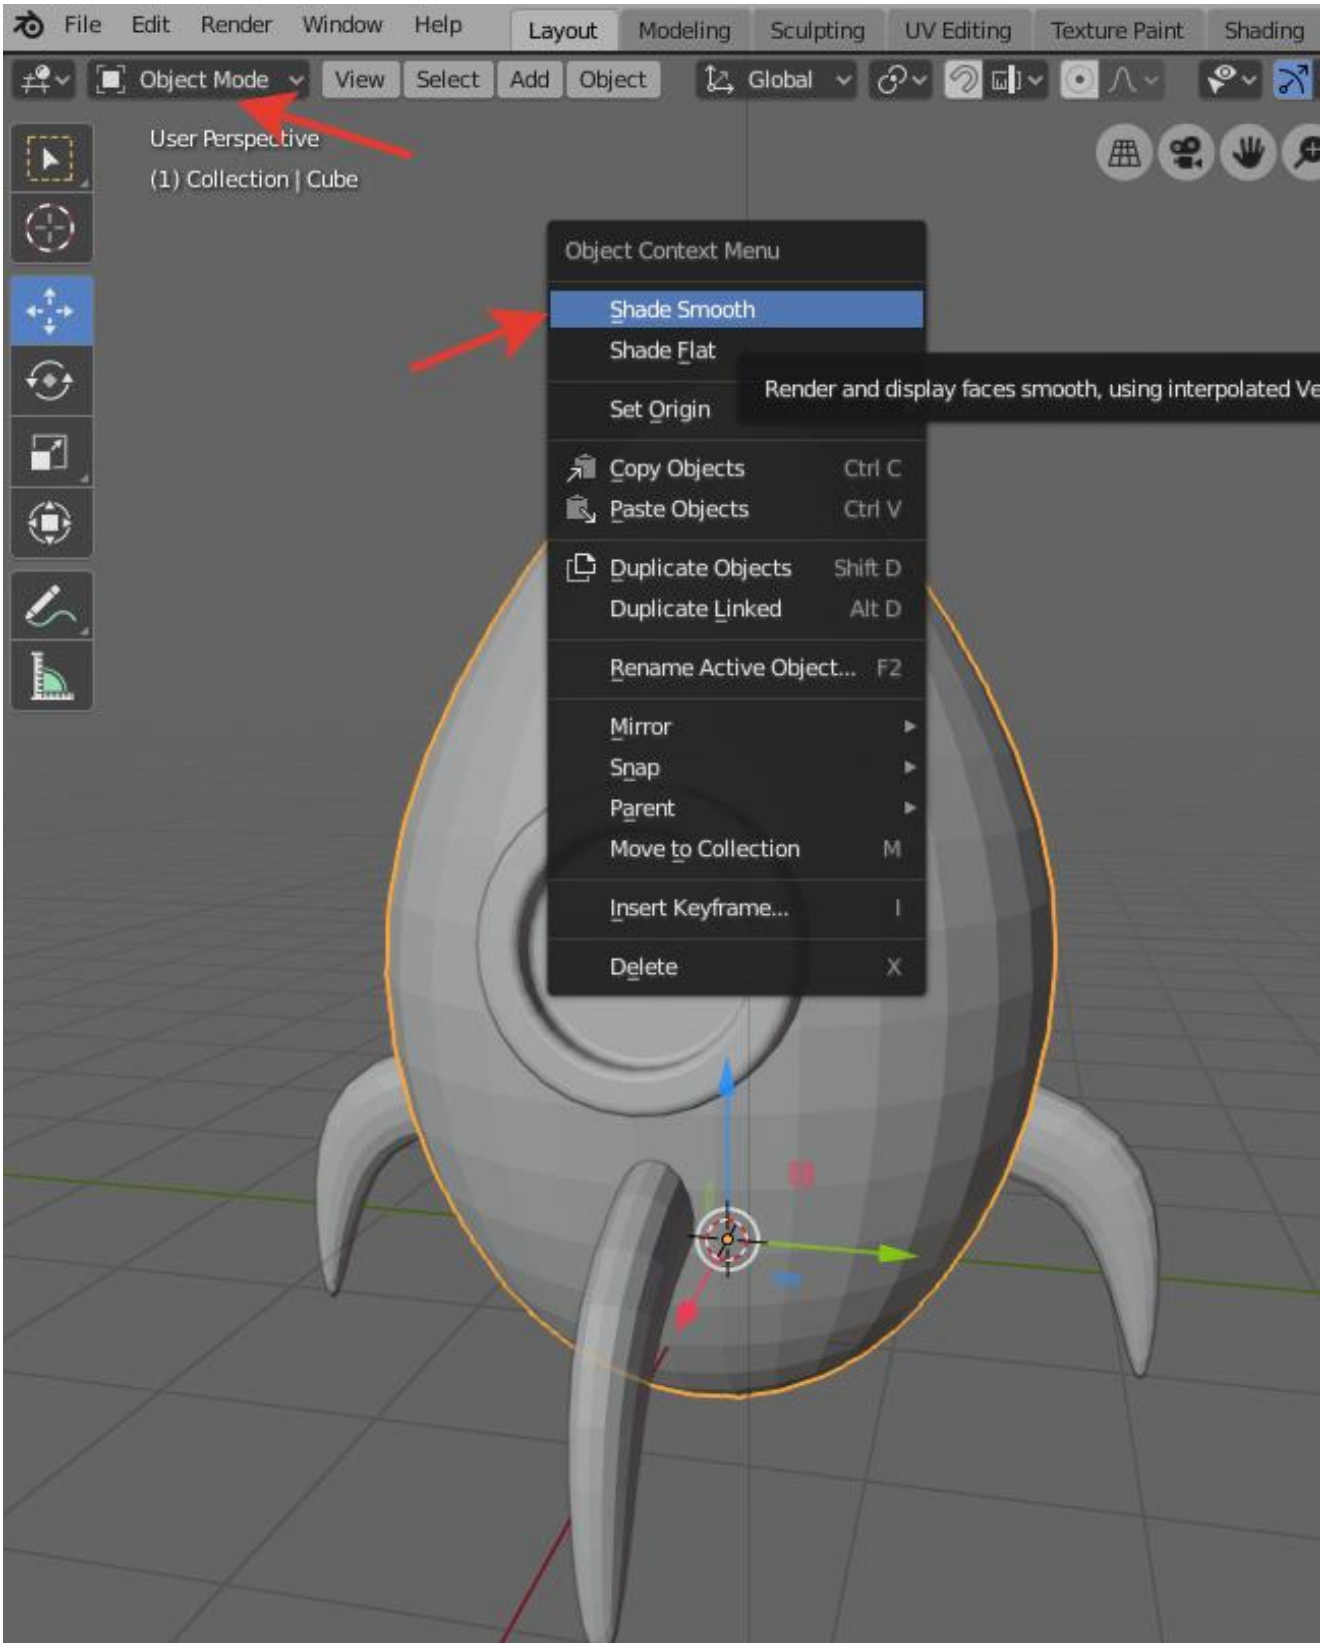 File Edit Render Window Help Layout Modeling Sculpting UV Editing Texture Paint Shading
Object Mode View Select Add Object Global
User Perspective
(1) Collection | Cube
Object Context Menu
Shade Smooth
Shade Flat
Render and display faces smooth, using interpolated Ve
Set Origin
Copy Objects Ctrl C
Paste Objects Ctrl V
Duplicate Objects Shift D
Duplicate Linked Alt D
Rename Active Object... F2
Mirror
Snap
Parent
Move to Collection M
Insert Keyframe... I
Delete X